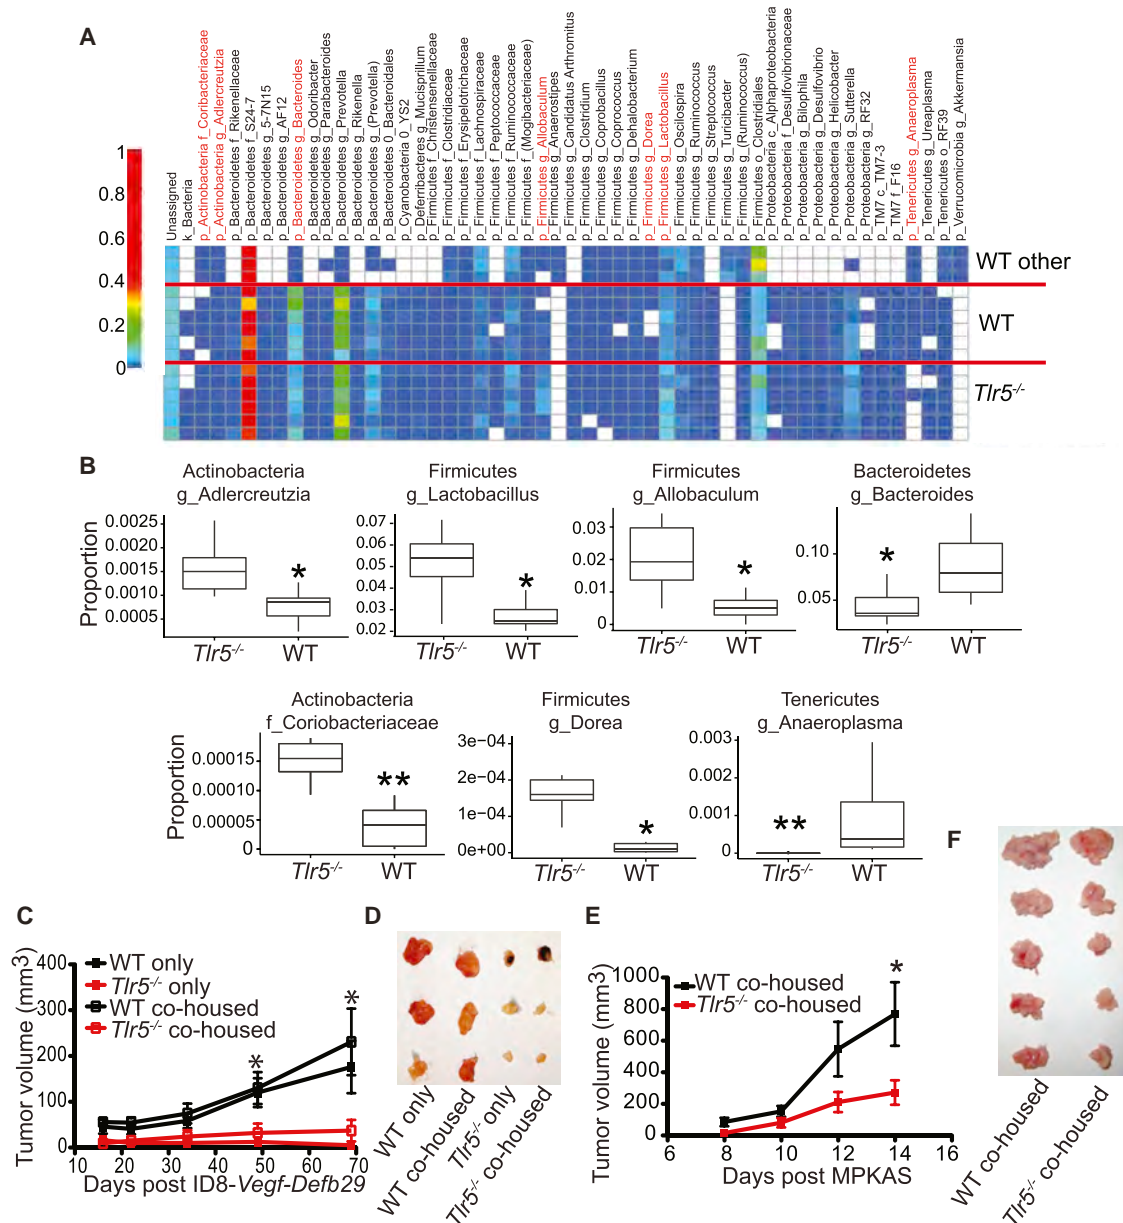 A
Unassigned
k_Bacteria
p_Actinobacteria f_Coribacteriaceae
p_Actinobacteria g_Adlercreutzia
p_Bacteroidetes f_Rikenellaceae
p_Bacteroidetes f_S24-7
p_Bacteroidetes g_5-7N15
p_Bacteroidetes g_AF12
p_Bacteroidetes g_Bacteroides
p_Bacteroidetes g_Odoribacter
p_Bacteroidetes g_Parabacteroides
p_Bacteroidetes g_Prevotella
p_Bacteroidetes g_Rikenella
p_Bacteroidetes g_(Prevotella)
p_Bacteroidetes 0_Bacteroidales
p_Cyanobacteria 0_YS2
p_Deferribacteres g_Mucisprillum
p_Firmicutes f_Christensenellaceae
p_Firmicutes f_Clostridiaceae
p_Firmicutes f_Erysipelotrichaceae
p_Firmicutes f_Lachnospiraceae
p_Firmicutes f_Peptococcaceae
p_Firmicutes f_Ruminococcaceae
p_Firmicutes f_(Mogibacteriaceae)
p_Firmicutes g_Allobaculum
p_Firmicutes g_Anaerostipes
p_Firmicutes g_Candidatus Arthromitus
p_Firmicutes g_Clostridium
p_Firmicutes g_Coprobacillus
p_Firmicutes g_Coprococcus
p_Firmicutes g_Dehalobacterium
p_Firmicutes g_Dorea
p_Firmicutes g_Lactobacillus
p_Firmicutes g_Oscilospira
p_Firmicutes g_Ruminococcus
p_Firmicutes g_Streptococcus
p_Firmicutes g_Turicibacter
p_Firmicutes g_(Ruminococcus)
p_Firmicutes o_Clostridiales
p_Proteobacteria c_Alphaproteobacteria
p_Proteobacteria f_Desulfovibrionaceae
p_Proteobacteria g_Bilophila
p_Proteobacteria g_Desulfovibrio
p_Proteobacteria g_Helicobacter
p_Proteobacteria g_Sutterella
p_Proteobacteria g_RF32
p_TM7 c_TM7-3
p_TM7 f_F16
p_Tenericutes g_Anaeroplasma
p_Tenericutes g_Ureaplasma
p_Tenericutes o_RF39
p_Verrucomicrobia g_Akkermansia
1
0.8
0.6
0.4
0.2
0
WT other
WT
Tlr5-/-
B
Actinobacteria
g_Adlercreutzia
Firmicutes
g_Lactobacillus
Firmicutes
g_Allobaculum
Bacteroidetes
g_Bacteroides
Proportion
0.0025
0.0020
0.0015
0.0010
0.0005
*
Tlr5-/- WT
0.07
0.06
0.05
0.04
0.03
0.02
*
Tlr5-/- WT
0.03
0.02
0.01
0
*
Tlr5-/- WT
0.10
0.05
*
Tlr5-/- WT
Actinobacteria
f_Coriobacteriaceae
Firmicutes
g_Dorea
Tenericutes
g_Anaeroplasma
Proportion
0.00015
0.00010
0.00005
0
**
Tlr5-/- WT
3e-04
2e-04
1e-04
0e+00
*
Tlr5-/- WT
0.003
0.002
0.001
0
**
Tlr5-/- WT
C
Tumor volume (mm3)
400
300
200
100
0
WT only
Tlr5-/- only
WT co-housed
Tlr5-/- co-housed
*
*
10 20 30 40 50 60 70
Days post ID8-Vegf-Defb29
D
WT only
WT co-housed
Tlr5-/- only
Tlr5-/- co-housed
E
Tumor volume (mm3)
1000
800
600
400
200
0
WT co-housed
Tlr5-/- co-housed
*
6 8 10 12 14 16
Days post MPKAS
F
WT co-housed
Tlr5-/- co-housed